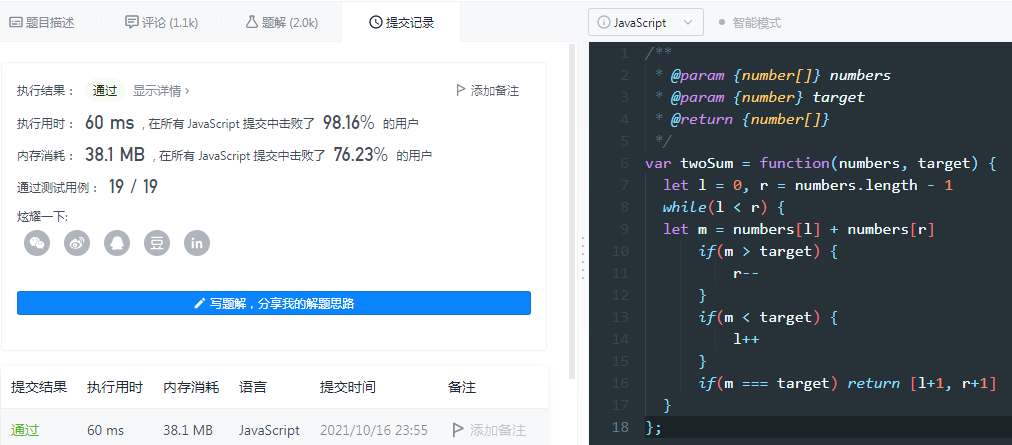 题目描述 评论 (1.1k) 题解 (2.0k) 提交记录
执行结果： 通过 显示详情 › 添加备注
执行用时： 60 ms , 在所有 JavaScript 提交中击败了 98.16% 的用户
内存消耗： 38.1 MB , 在所有 JavaScript 提交中击败了 76.23% 的用户
通过测试用例： 19 / 19
炫耀一下:
豆 in
写题解，分享我的解题思路
提交结果 执行用时 内存消耗 语言 提交时间 备注
通过 60 ms 38.1 MB JavaScript 2021/10/16 23:55 添加备注
JavaScript 智能模式
1 /**
2  * @param {number[]} numbers
3  * @param {number} target
4  * @return {number[]}
5  */
6 var twoSum = function(numbers, target) {
7   let l = 0, r = numbers.length - 1
8   while(l < r) {
9   let m = numbers[l] + numbers[r]
10       if(m > target) {
11           r--
12       }
13       if(m < target) {
14           l++
15       }
16       if(m === target) return [l+1, r+1]
17   }
18 };